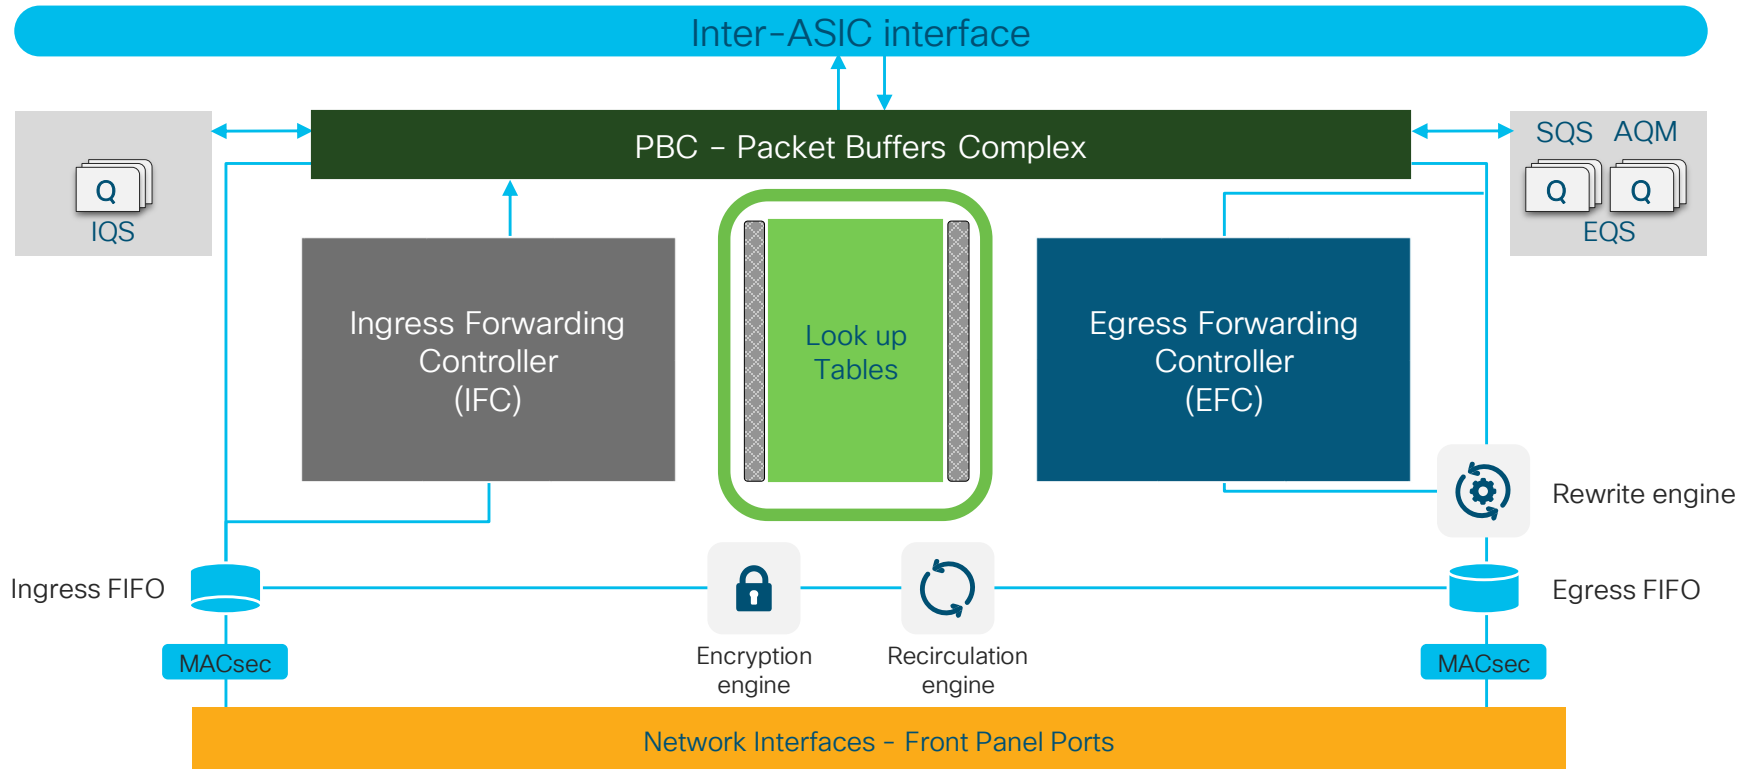 Inter-ASIC interface
PBC - Packet Buffers Complex
Q
IQS
SQS AQM
Q Q
EQS
Ingress Forwarding
Controller
(IFC)
Look up
Tables
Egress Forwarding
Controller
(EFC)
Rewrite engine
Ingress FIFO
Egress FIFO
Encryption
engine
Recirculation
engine
MACsec
MACsec
Network Interfaces - Front Panel Ports